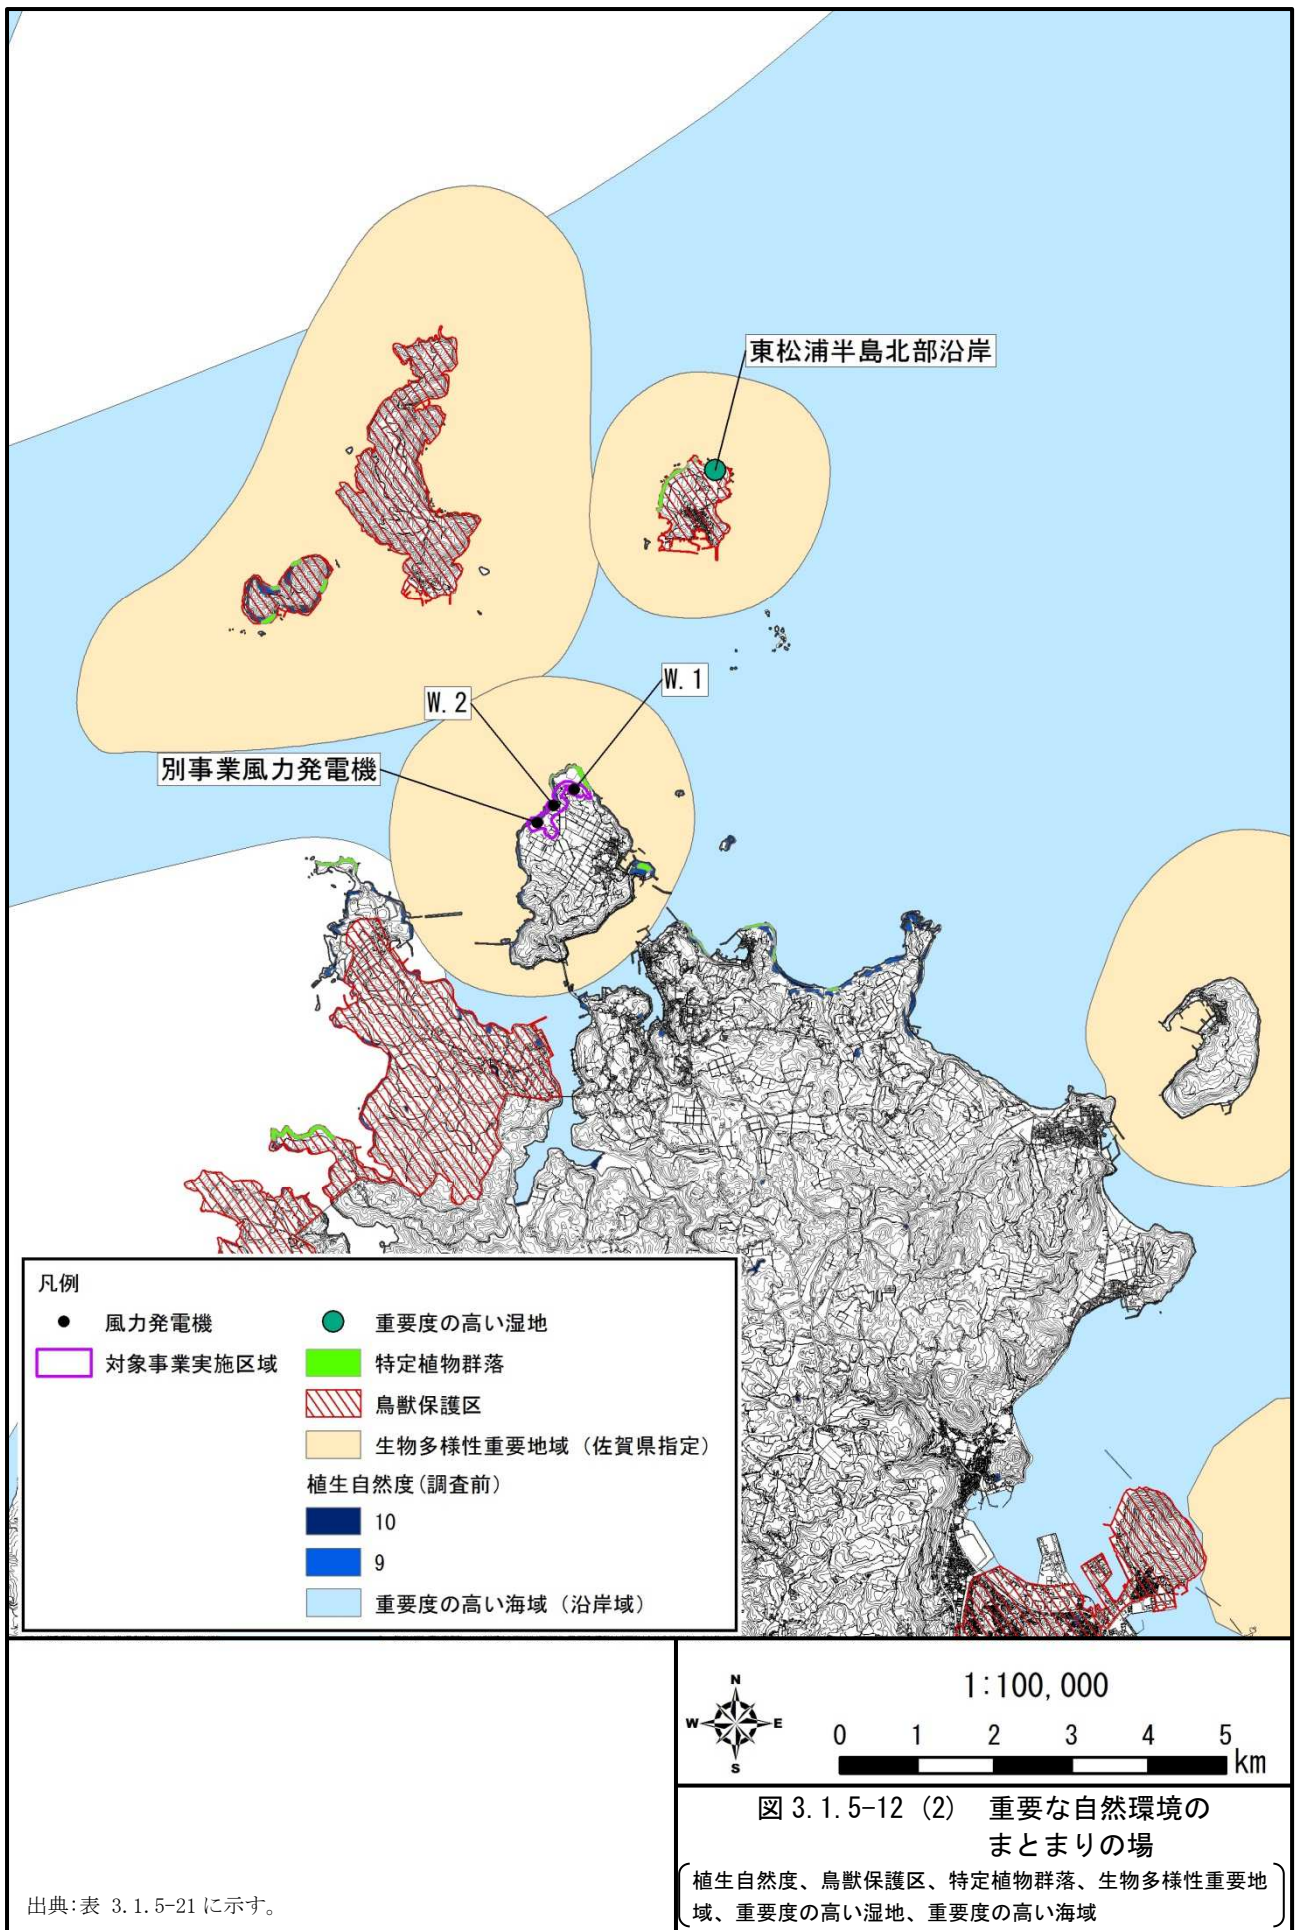 東松浦半島北部沿岸
W.1
W.2
別事業風力発電機
凡例
風力発電機
対象事業実施区域
重要度の高い湿地
特定植物群落
鳥獣保護区
生物多様性重要地域（佐賀県指定）
植生自然度(調査前)
10
9
重要度の高い海域（沿岸域）
N
W
E
S
1:100,000
0 1 2 3 4 5
km
図 3.1.5-12 (2) 重要な自然環境の
まとまりの場
植生自然度、鳥獣保護区、特定植物群落、生物多様性重要地
域、重要度の高い湿地、重要度の高い海域
出典:表 3.1.5-21 に示す。